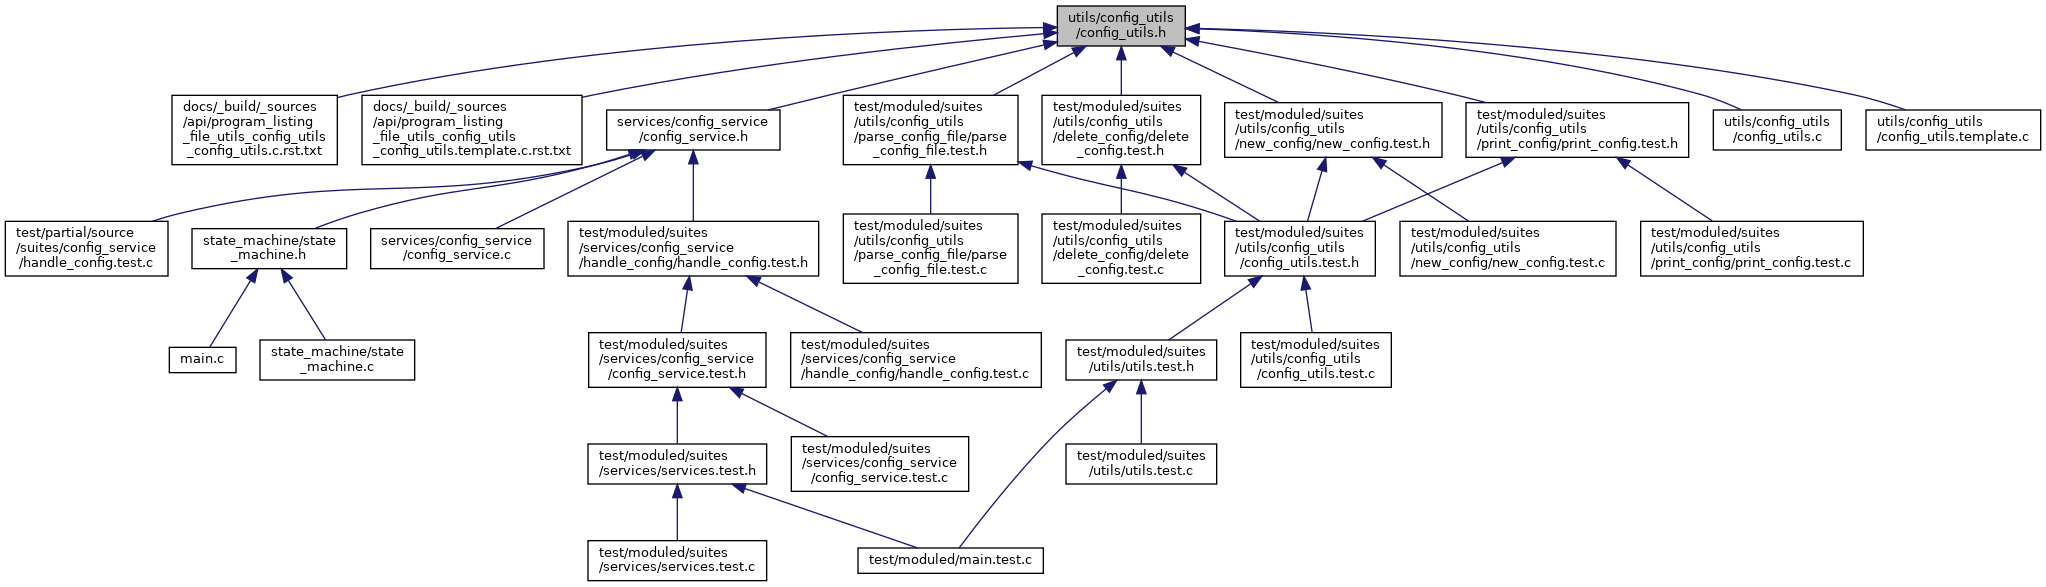 utils/config_utils
/config_utils.h
docs/_build/_sources
/api/program_listing
_file_utils_config_utils
_config_utils.c.rst.txt
docs/_build/_sources
/api/program_listing
_file_utils_config_utils
_config_utils.template.c.rst.txt
services/config_service
/config_service.h
test/moduled/suites
/utils/config_utils
/parse_config_file/parse
_config_file.test.h
test/moduled/suites
/utils/config_utils
/delete_config/delete
_config.test.h
test/moduled/suites
/utils/config_utils
/new_config/new_config.test.h
test/moduled/suites
/utils/config_utils
/print_config/print_config.test.h
utils/config_utils
/config_utils.c
utils/config_utils
/config_utils.template.c
test/partial/source
/suites/config_service
/handle_config.test.c
state_machine/state
_machine.h
services/config_service
/config_service.c
test/moduled/suites
/services/config_service
/handle_config/handle_config.test.h
test/moduled/suites
/utils/config_utils
/parse_config_file/parse
_config_file.test.c
test/moduled/suites
/utils/config_utils
/delete_config/delete
_config.test.c
test/moduled/suites
/utils/config_utils
/config_utils.test.h
test/moduled/suites
/utils/config_utils
/new_config/new_config.test.c
test/moduled/suites
/utils/config_utils
/print_config/print_config.test.c
main.c
state_machine/state
_machine.c
test/moduled/suites
/services/config_service
/config_service.test.h
test/moduled/suites
/services/config_service
/handle_config/handle_config.test.c
test/moduled/suites
/utils/utils.test.h
test/moduled/suites
/utils/config_utils
/config_utils.test.c
test/moduled/suites
/services/services.test.h
test/moduled/suites
/services/config_service
/config_service.test.c
test/moduled/suites
/utils/utils.test.c
test/moduled/suites
/services/services.test.c
test/moduled/main.test.c